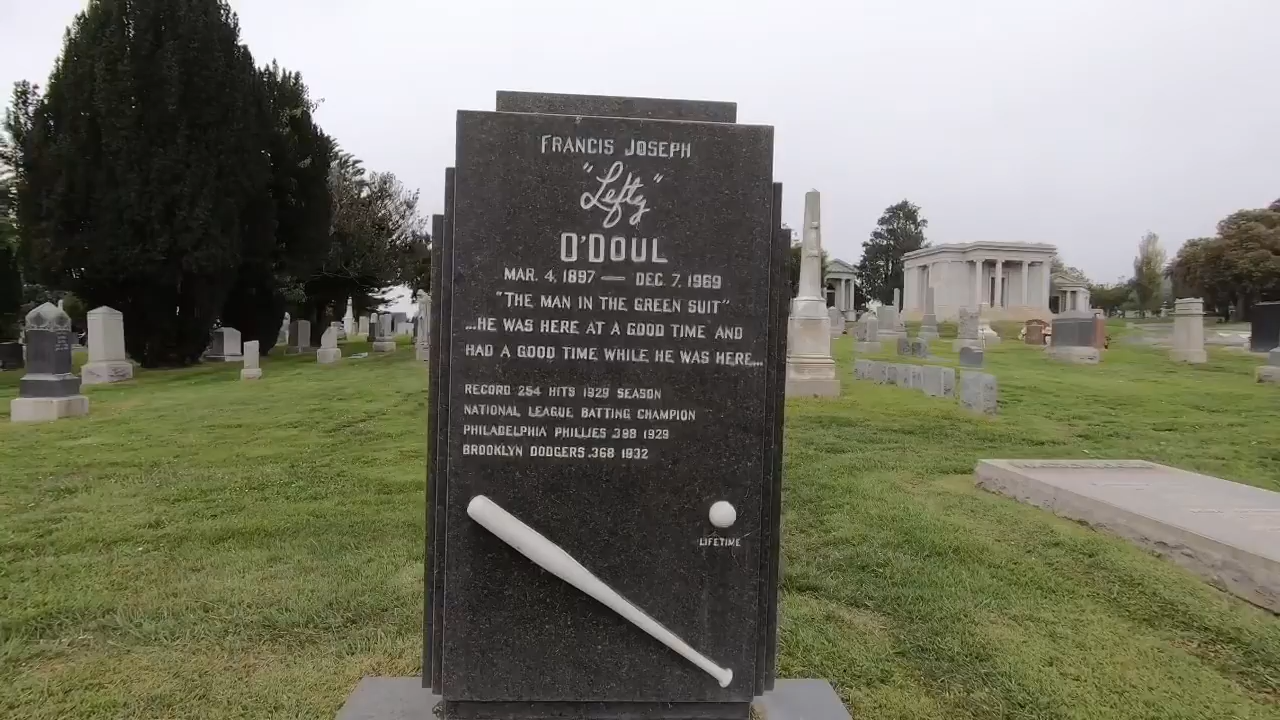 FRANCIS JOSEPH
"Lefty"
O'DOUL
MAR. 4, 1897 — DEC. 7, 1969
"THE MAN IN THE GREEN SUIT"
...HE WAS HERE AT A GOOD TIME AND
HAD A GOOD TIME WHILE HE WAS HERE...
RECORD 254 HITS 1929 SEASON
NATIONAL LEAGUE BATTING CHAMPION
PHILADELPHIA PHILLIES .398 1929
BROOKLYN DODGERS .368 1932
LIFETIME